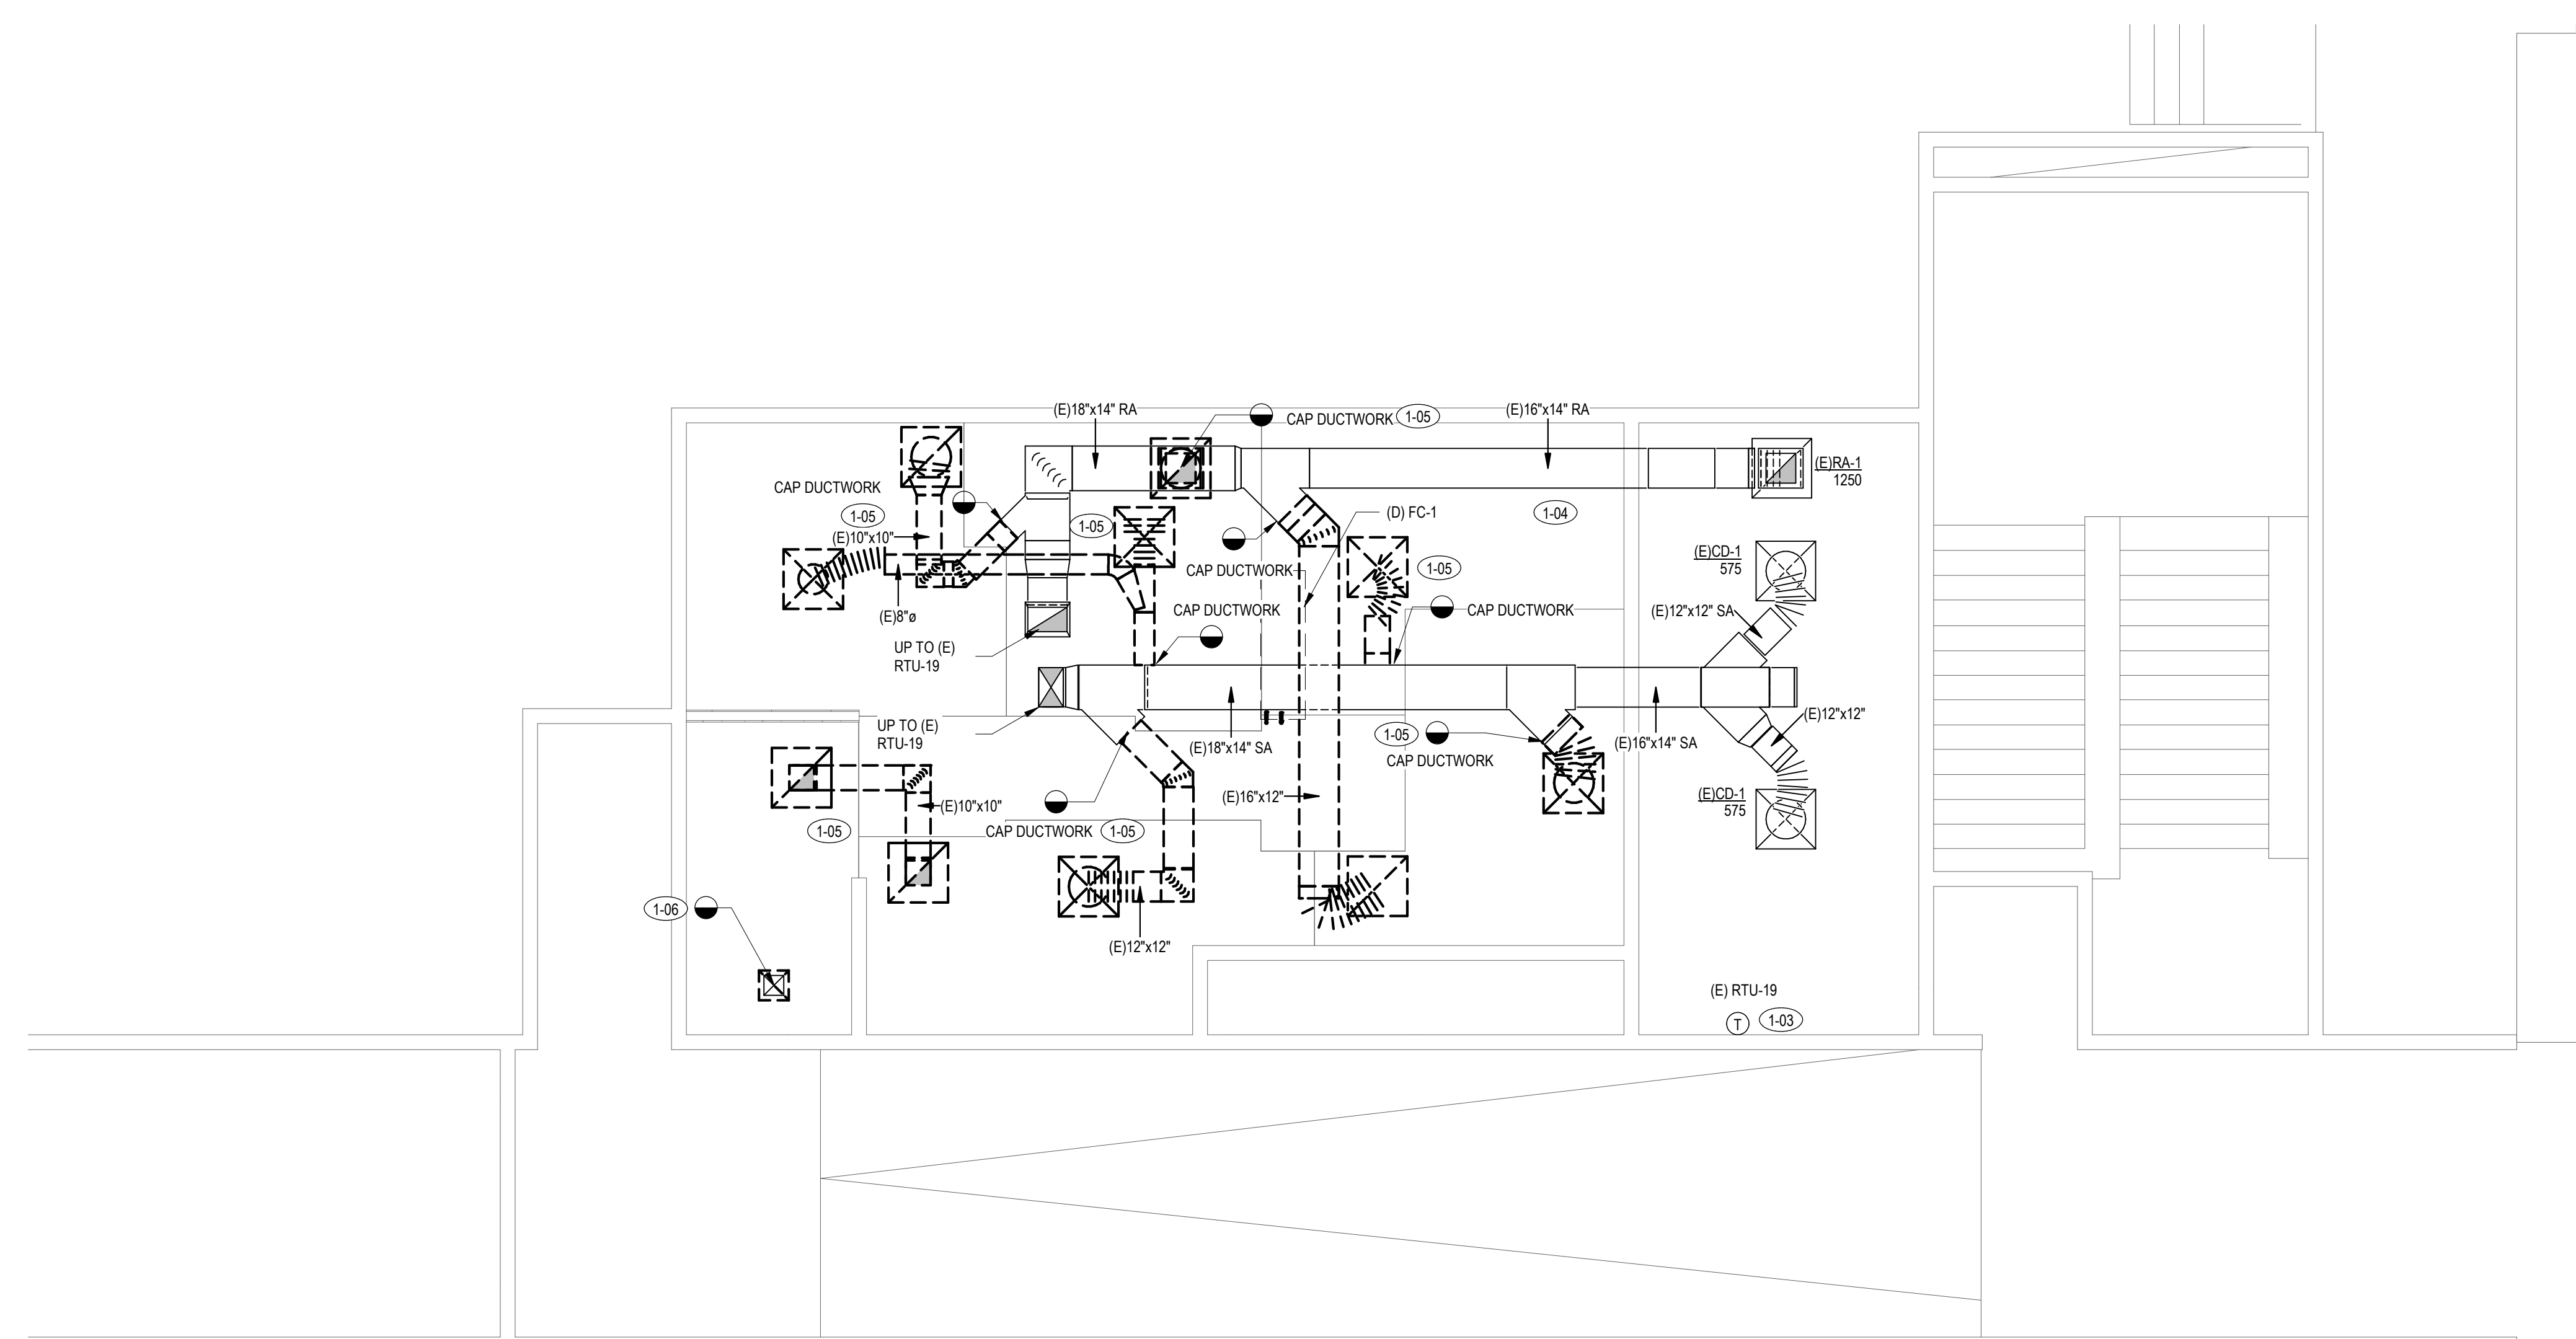 (E)18"x14" RA
CAP DUCTWORK
1-05
(E)16"x14" RA
(E)RA-1
1250
CAP DUCTWORK
1-05
(E)10"x10"
1-05
(D) FC-1
1-04
(E)CD-1
575
CAP DUCTWORK
1-05
(E)8"ø
CAP DUCTWORK
CAP DUCTWORK
(E)12"x12" SA
UP TO (E)
RTU-19
UP TO (E)
RTU-19
(E)18"x14" SA
1-05
CAP DUCTWORK
(E)16"x14" SA
(E)12"x12"
(E)10"x10"
(E)16"x12"
(E)CD-1
575
1-05
CAP DUCTWORK
1-05
1-06
(E)12"x12"
(E) RTU-19
T
1-03